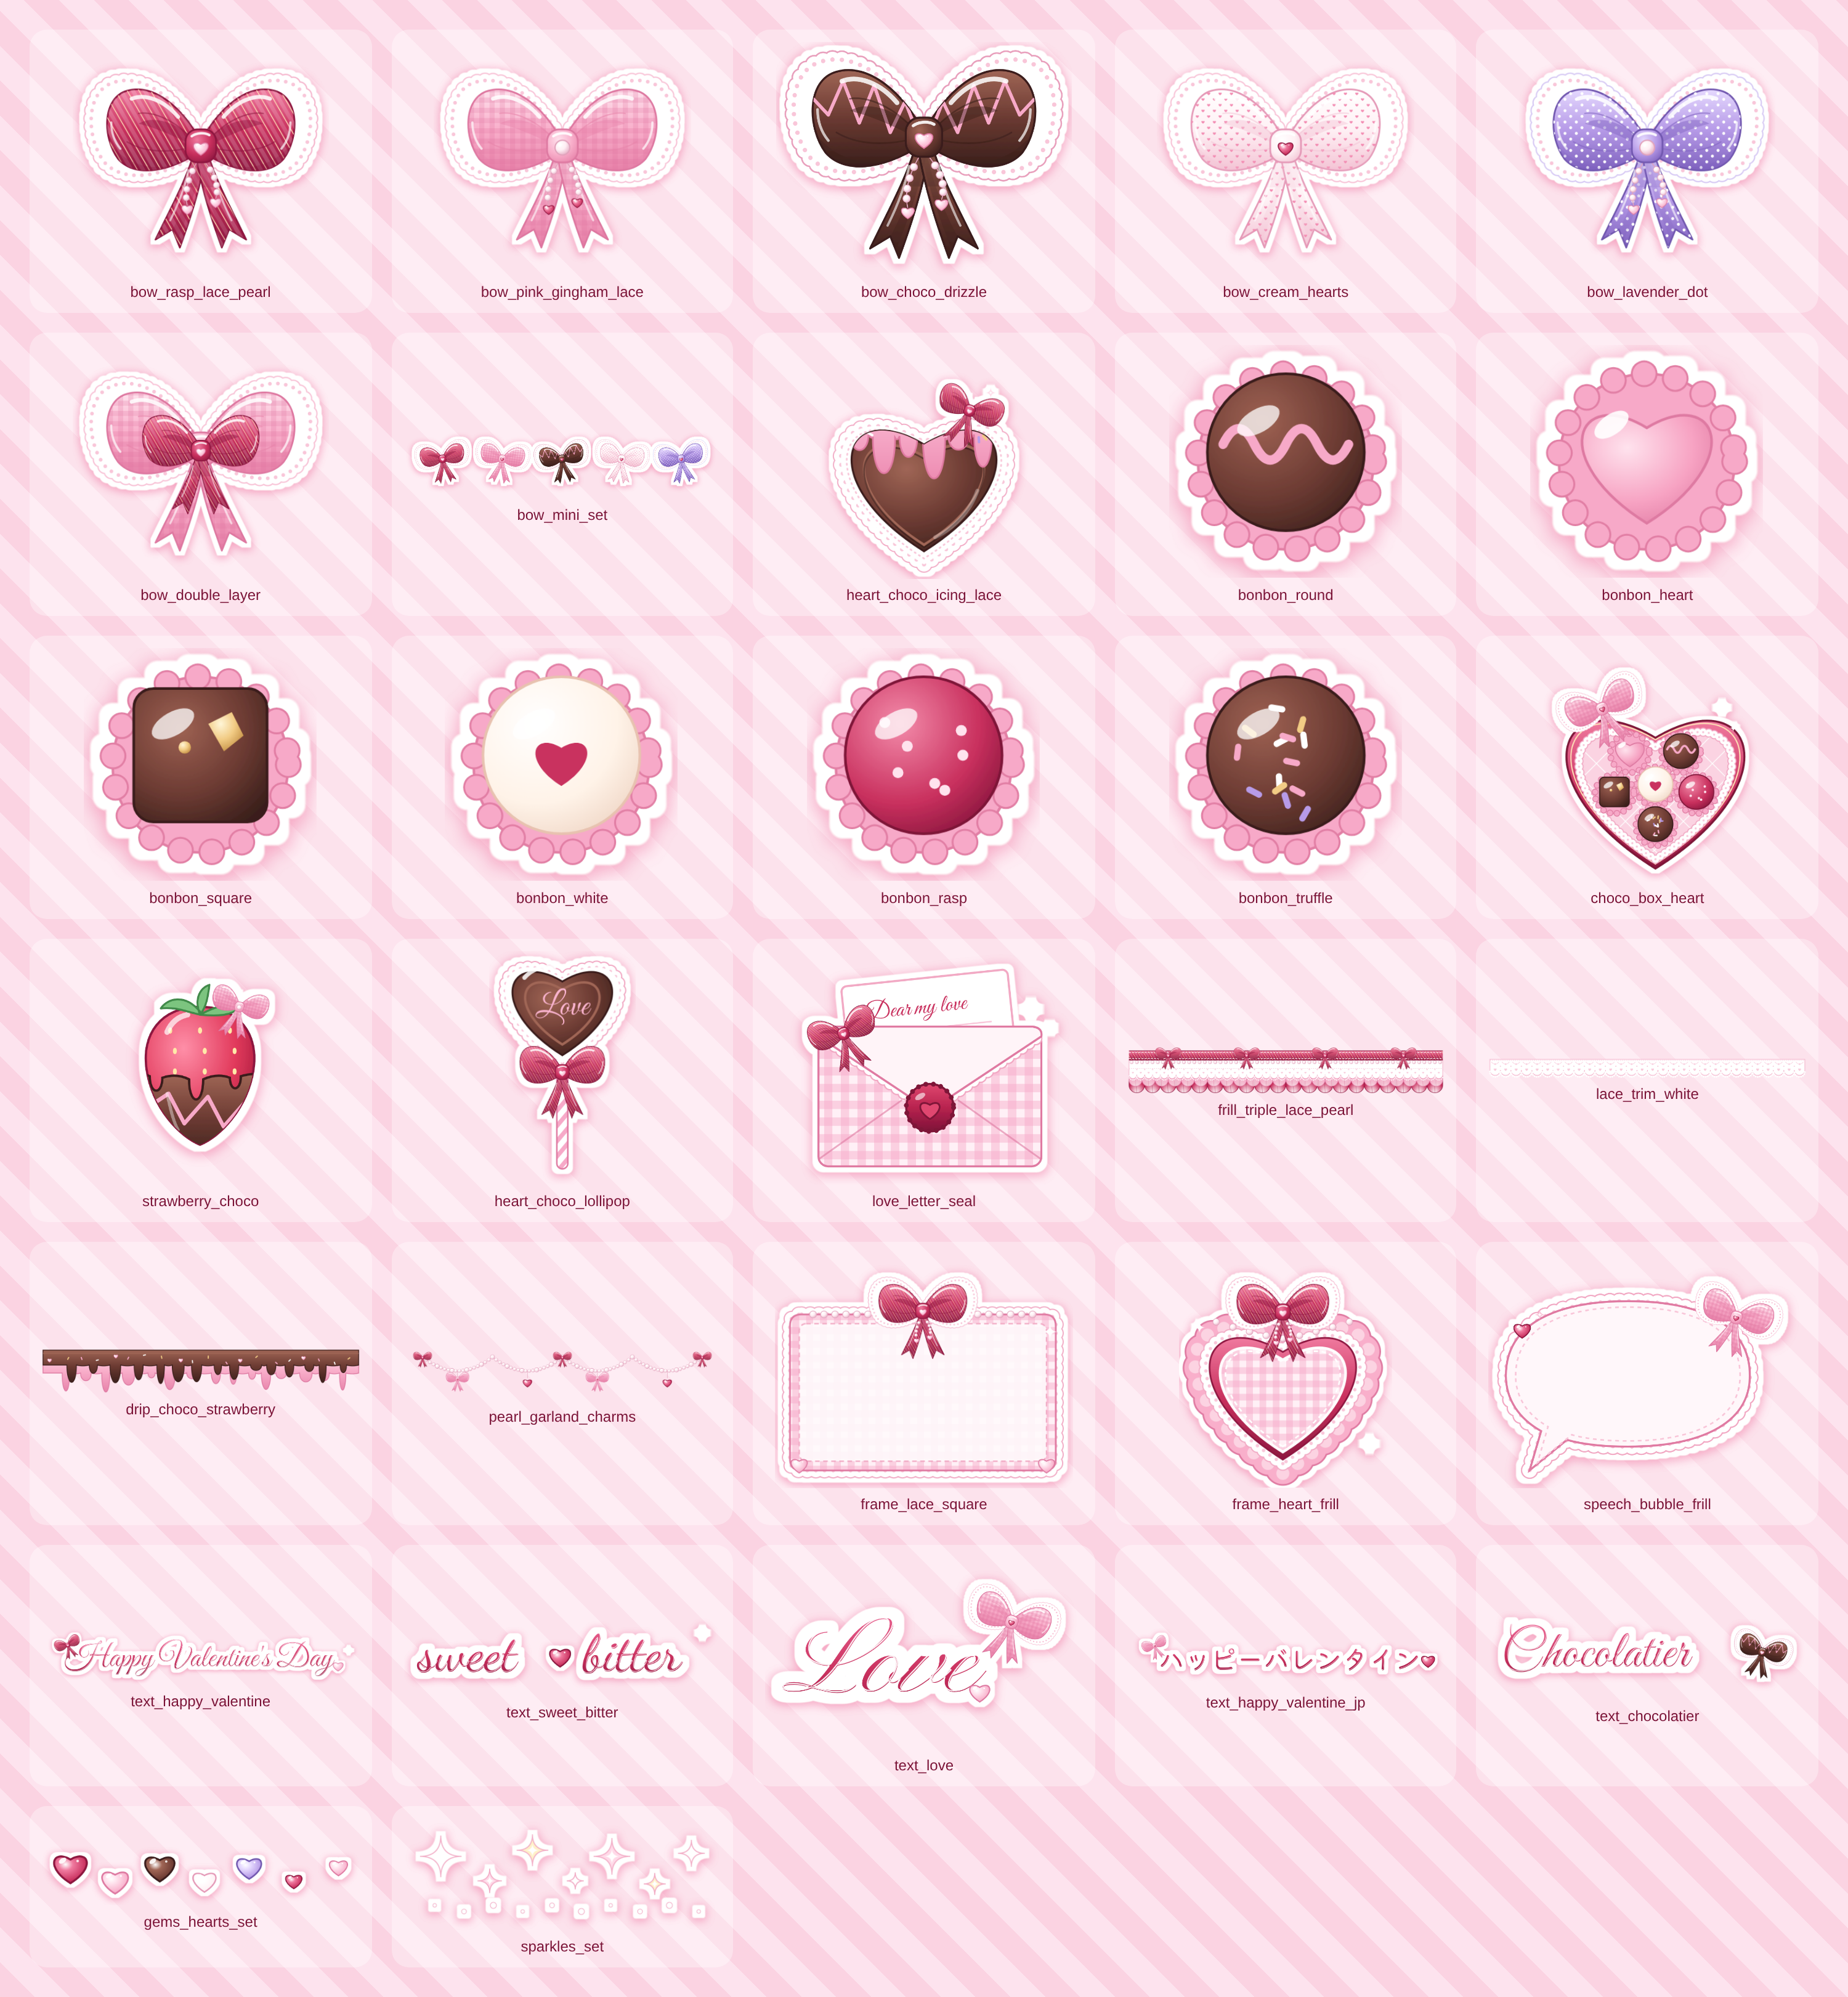 bow_rasp_lace_pearl
bow_pink_gingham_lace
bow_choco_drizzle
bow_cream_hearts
bow_lavender_dot
bow_double_layer
bow_mini_set
heart_choco_icing_lace
bonbon_round
bonbon_heart
bonbon_square
bonbon_white
bonbon_rasp
bonbon_truffle
choco_box_heart
strawberry_choco
Love
heart_choco_lollipop
Dear my love
love_letter_seal
frill_triple_lace_pearl
lace_trim_white
drip_choco_strawberry
pearl_garland_charms
frame_lace_square
frame_heart_frill
speech_bubble_frill
Happy Valentine's Day
text_happy_valentine
sweet bitter
text_sweet_bitter
Love
text_love
ハッピーバレンタイン
text_happy_valentine_jp
Chocolatier
text_chocolatier
gems_hearts_set
sparkles_set